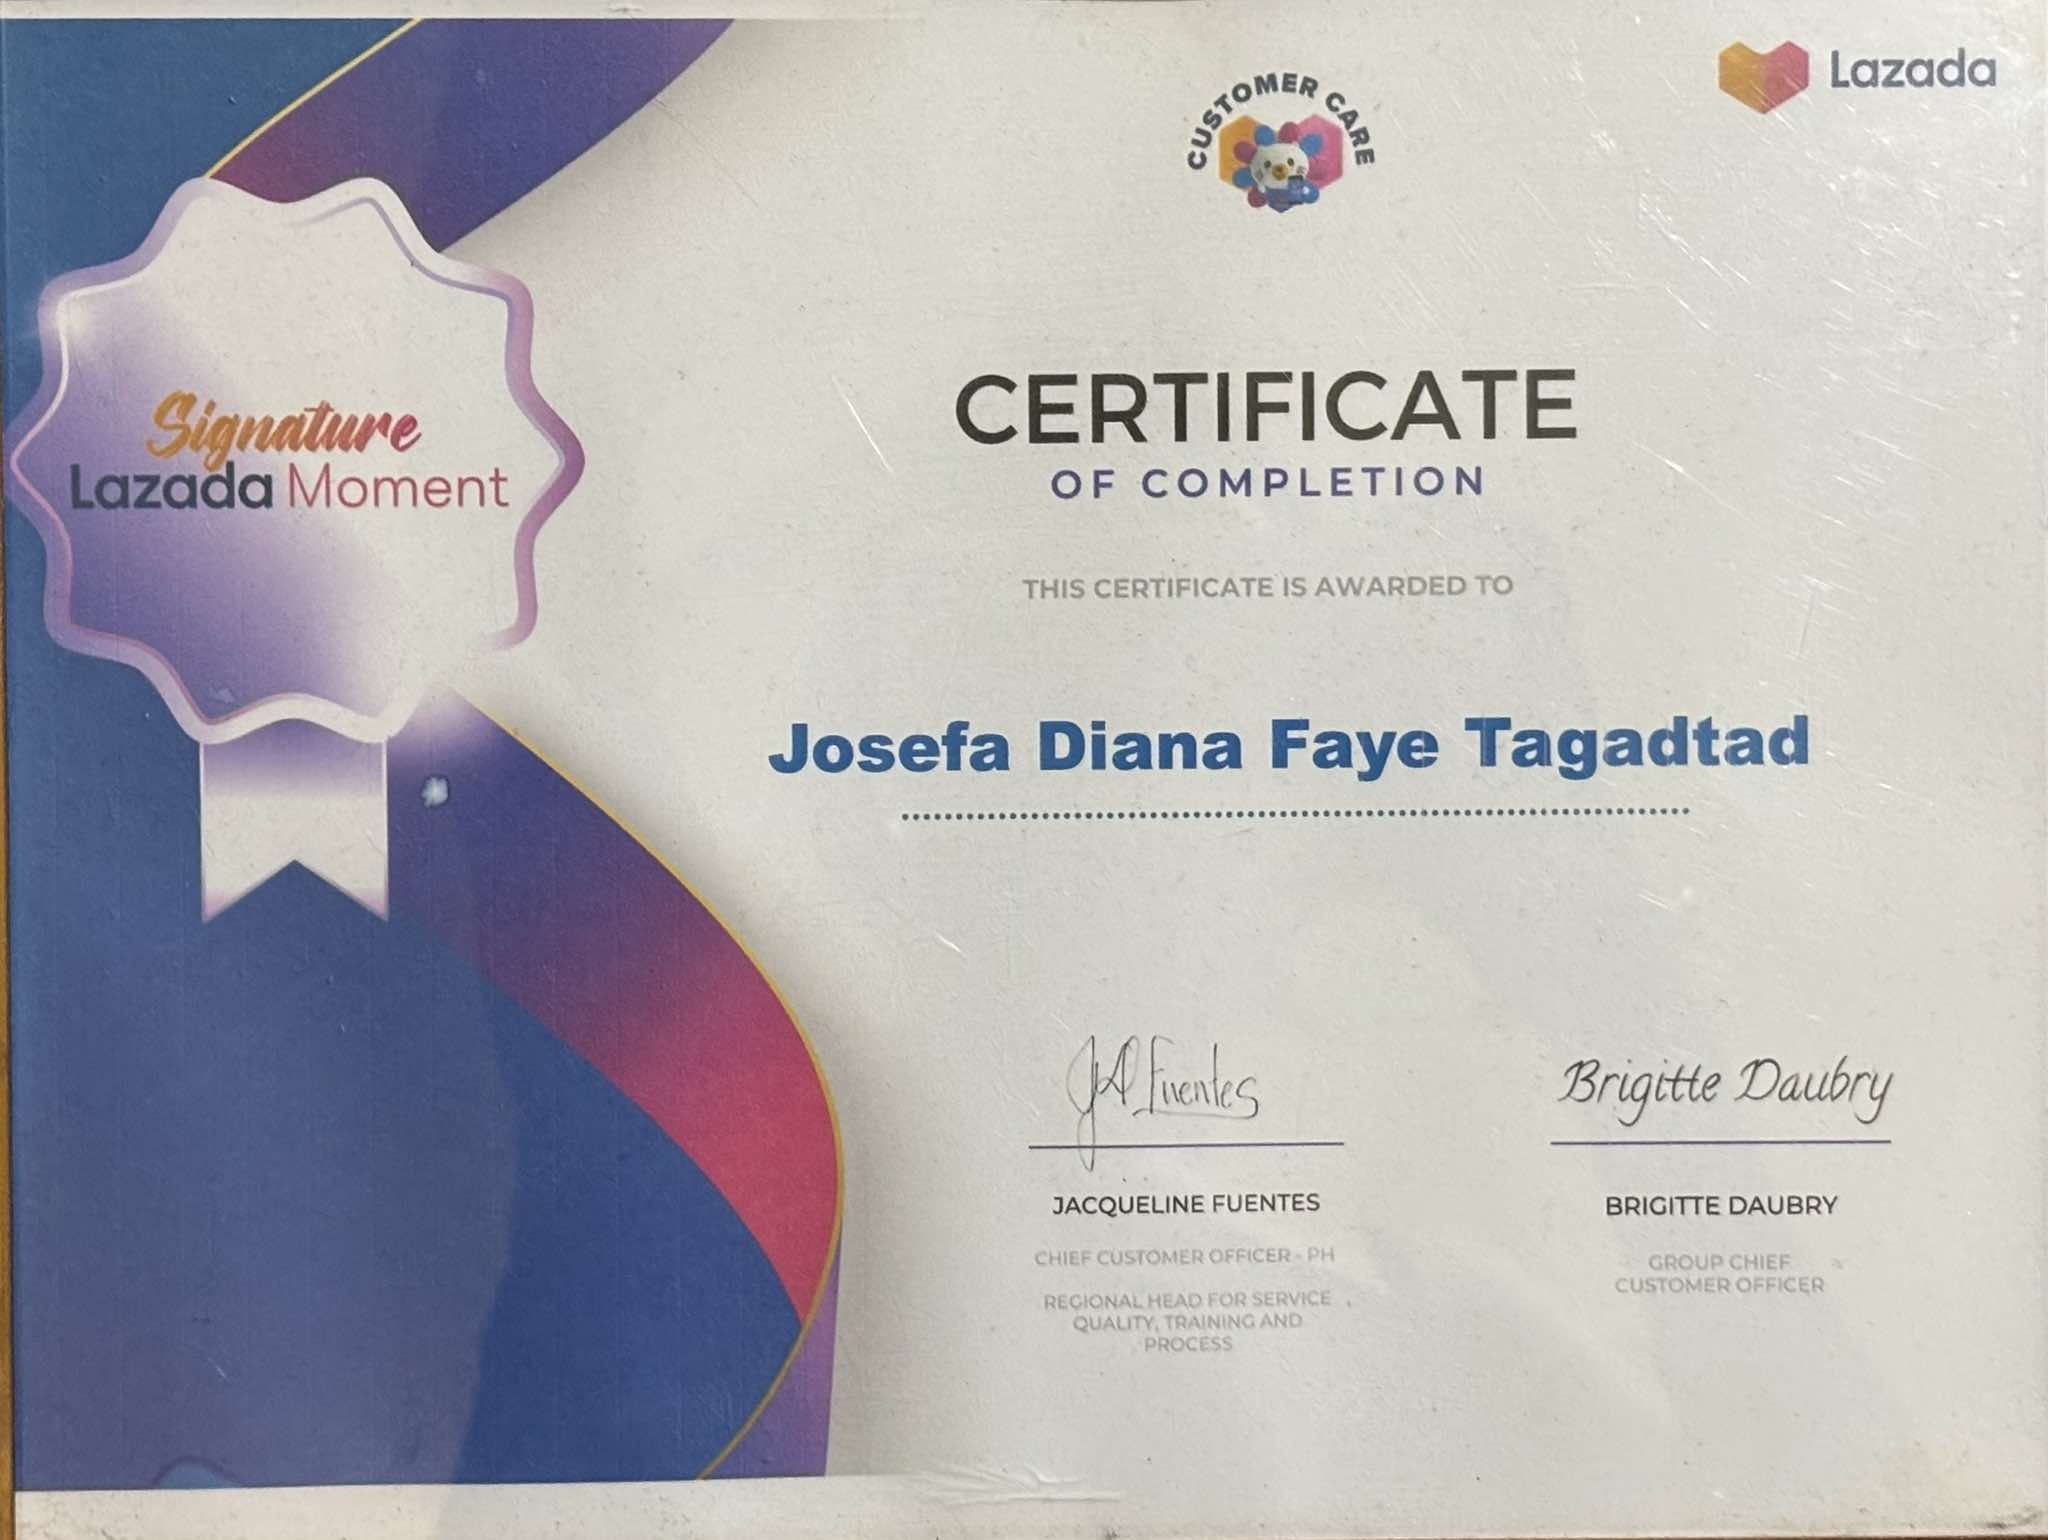 Lazada
CUSTOMER CARE
Signature
Lazada Moment
CERTIFICATE
OF COMPLETION
THIS CERTIFICATE IS AWARDED TO
Josefa Diana Faye Tagadtad
JA Fuentes
JACQUELINE FUENTES
CHIEF CUSTOMER OFFICER - PH
REGIONAL HEAD FOR SERVICE
QUALITY, TRAINING AND
PROCESS
Brigitte Daubry
BRIGITTE DAUBRY
GROUP CHIEF
CUSTOMER OFFICER